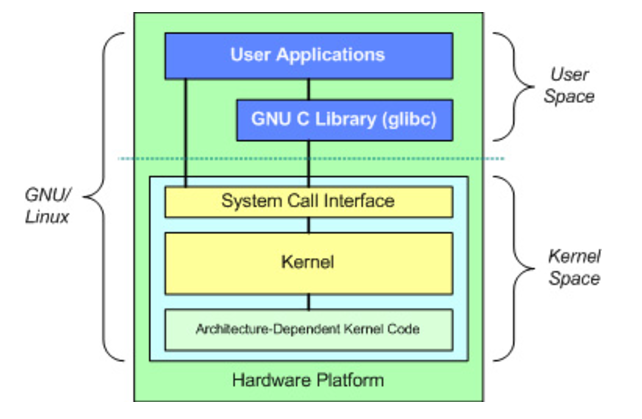 User Applications
GNU C Library (glibc)
User
Space
GNU/
Linux
System Call Interface
Kernel
Architecture-Dependent Kernel Code
Kernel
Space
Hardware Platform